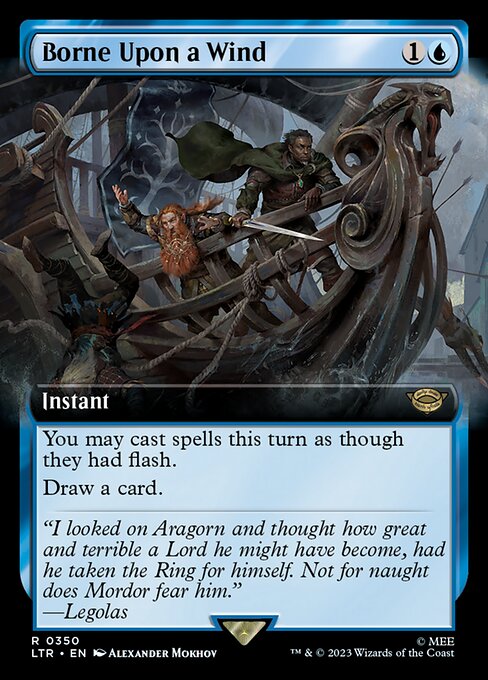 Borne Upon a Wind 1
Instant
You may cast spells this turn as though
they had flash.
Draw a card.
“I looked on Aragorn and thought how great
and terrible a Lord he might have become, had
he taken the Ring for himself. Not for naught
does Mordor fear him.”
—Legolas
R 0350 © MEE
LTR • EN Alexander Mokhov ™ & © 2023 Wizards of the Coast